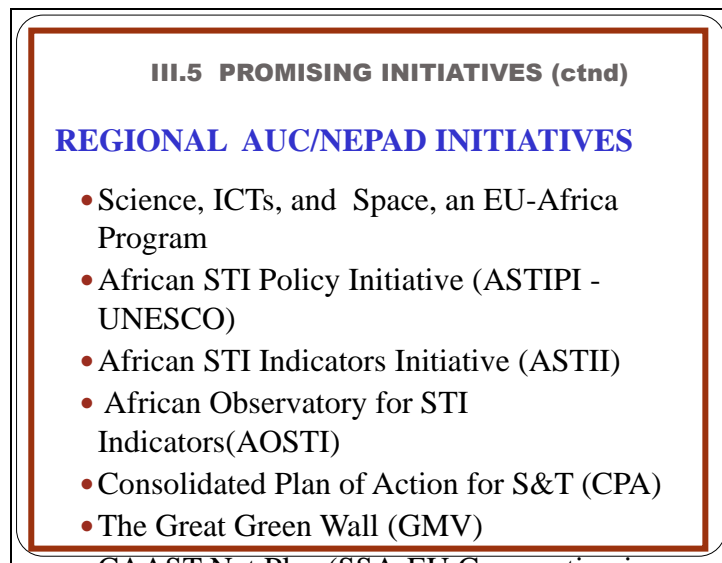 III.5 PROMISING INITIATIVES (ctnd)
REGIONAL AUC/NEPAD INITIATIVES
•Science, ICTs, and Space, an EU-Africa
Program
•African STI Policy Initiative (ASTIPI -
UNESCO)
•African STI Indicators Initiative (ASTII)
• African Observatory for STI
Indicators(AOSTI)
•Consolidated Plan of Action for S&T (CPA)
•The Great Green Wall (GMV)